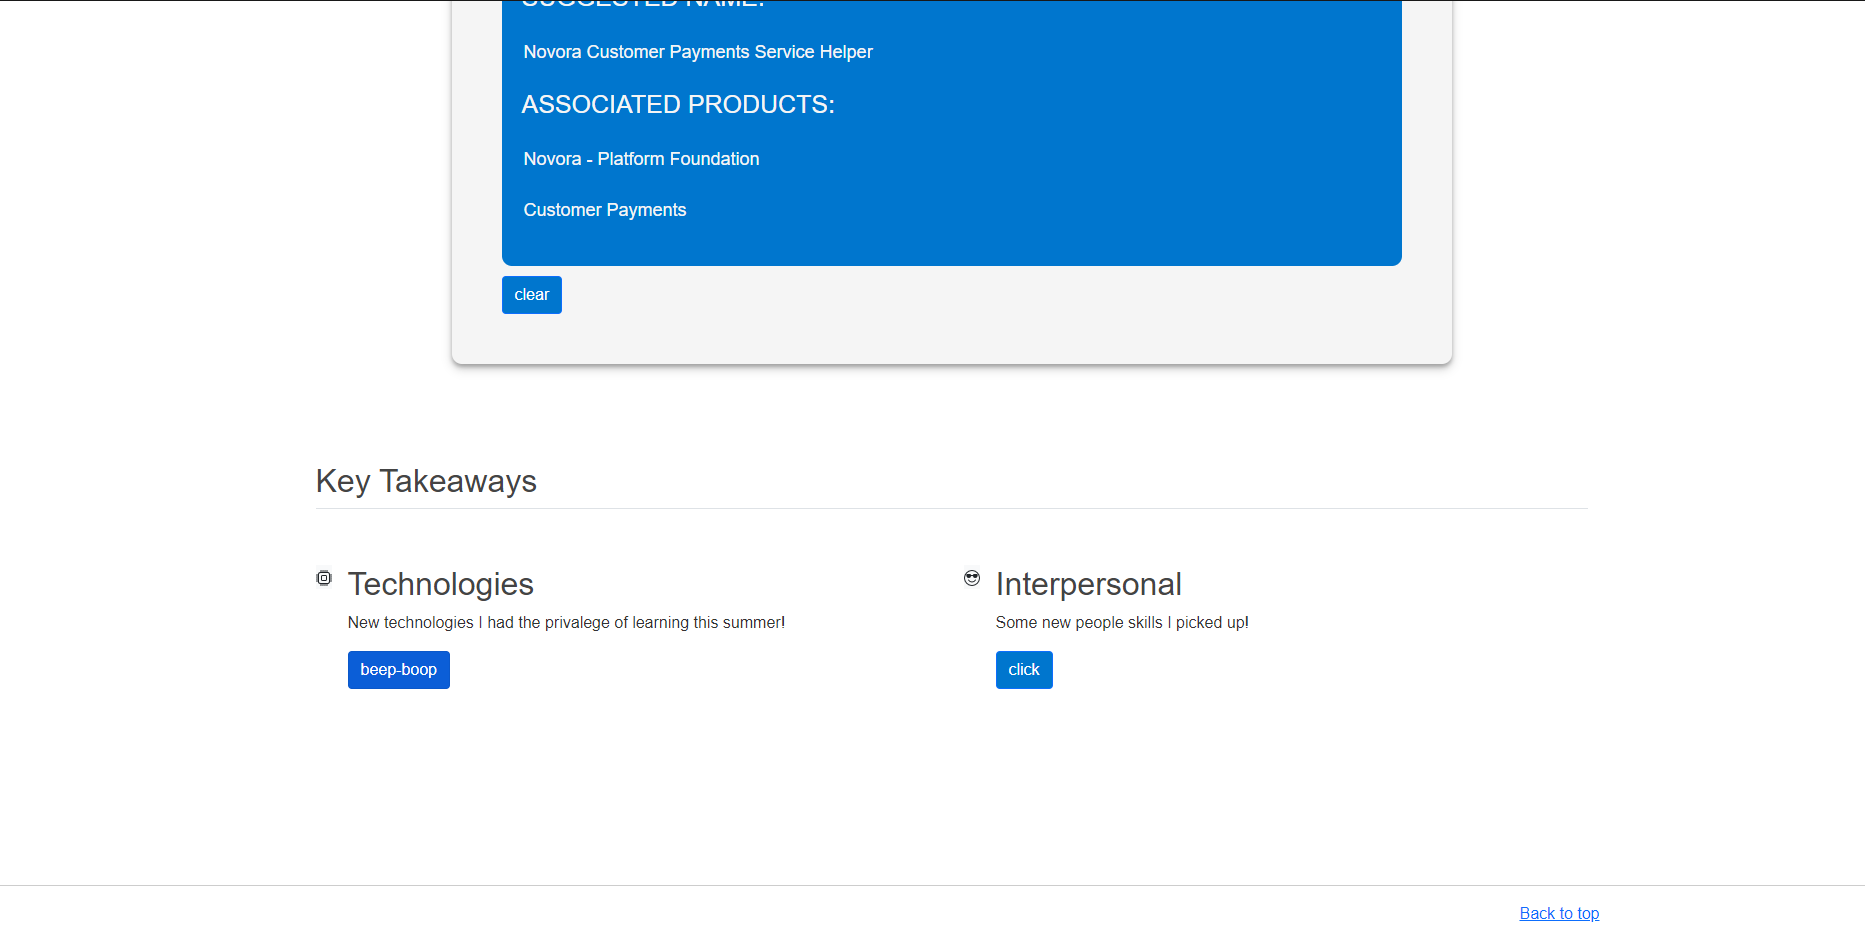 SUGGESTED NAME:
Novora Customer Payments Service Helper
ASSOCIATED PRODUCTS:
Novora - Platform Foundation
Customer Payments
clear
Key Takeaways
Technologies
New technologies I had the privalege of learning this summer!
beep-boop
Interpersonal
Some new people skills I picked up!
click
Back to top